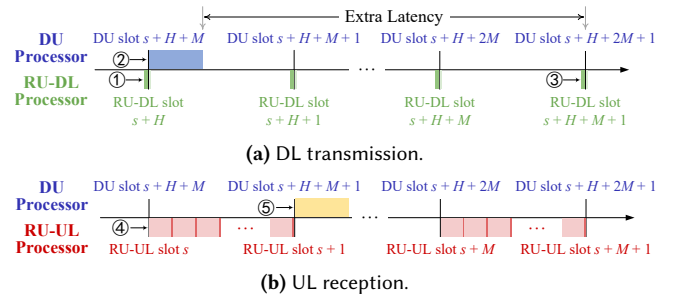 Extra Latency
DU slot s + H + M
DU slot s + H + M + 1
DU slot s + H + 2M
DU slot s + H + 2M + 1
DU
Processor
②
①
③
...
RU-DL
Processor
RU-DL slot
s + H
RU-DL slot
s + H + 1
RU-DL slot
s + H + M
RU-DL slot
s + H + M + 1
(a) DL transmission.
DU
Processor
DU slot s + H + M
DU slot s + H + M + 1
DU slot s + H + 2M
DU slot s + H + 2M + 1
⑤
...
④
RU-UL
Processor
...
...
RU-UL slot s
RU-UL slot s + 1
RU-UL slot s + M
RU-UL slot s + M + 1
(b) UL reception.